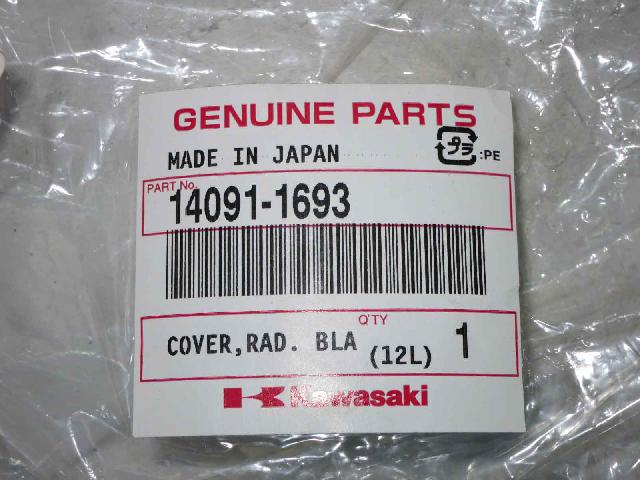 GENUINE PARTS
MADE IN JAPAN
プラ :PE
PART No.
14091-1693
Q'TY
COVER,RAD. BLA (12L) 1
Kawasaki